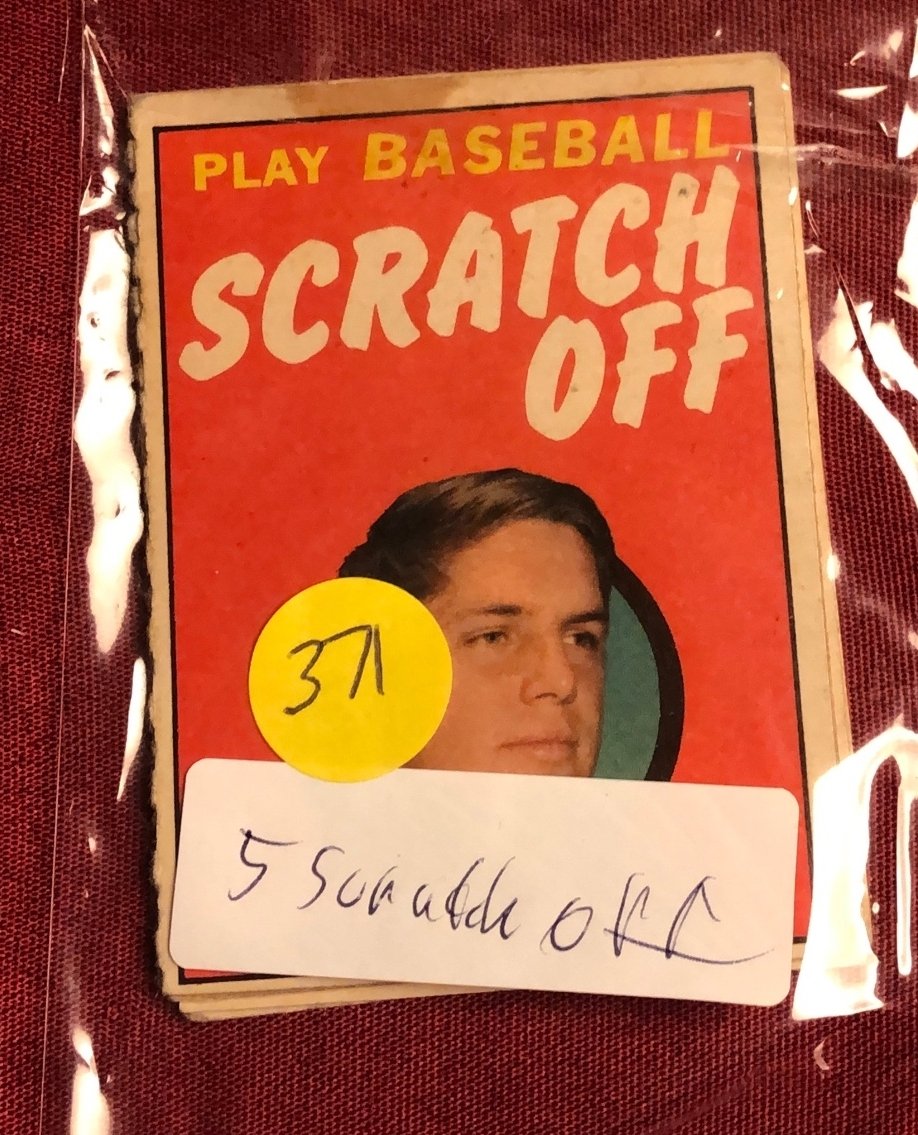 PLAY BASEBALL
SCRATCH
OFF
371
5 Scratch off